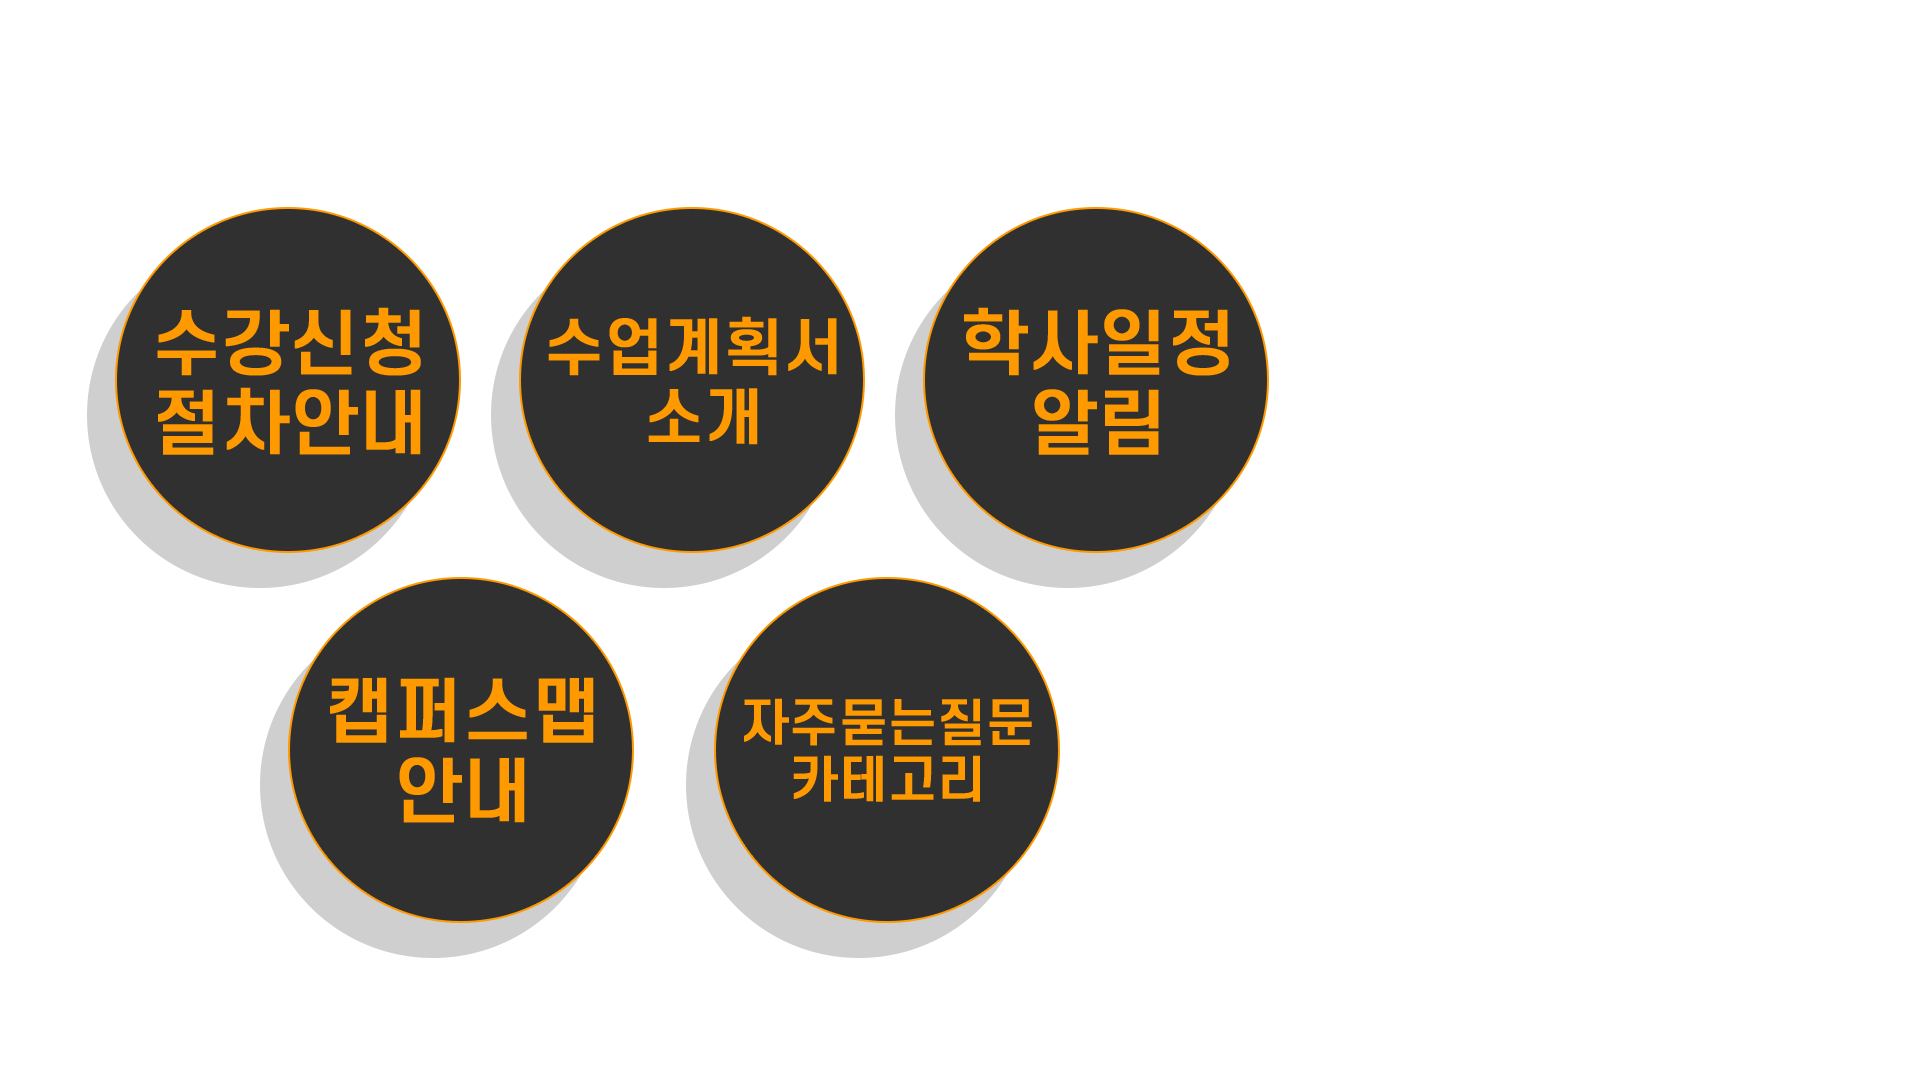 수강신청
절차안내
수업계획서
소개
학사일정
알림
캡퍼스맵
안내
자주묻는질문
카테고리